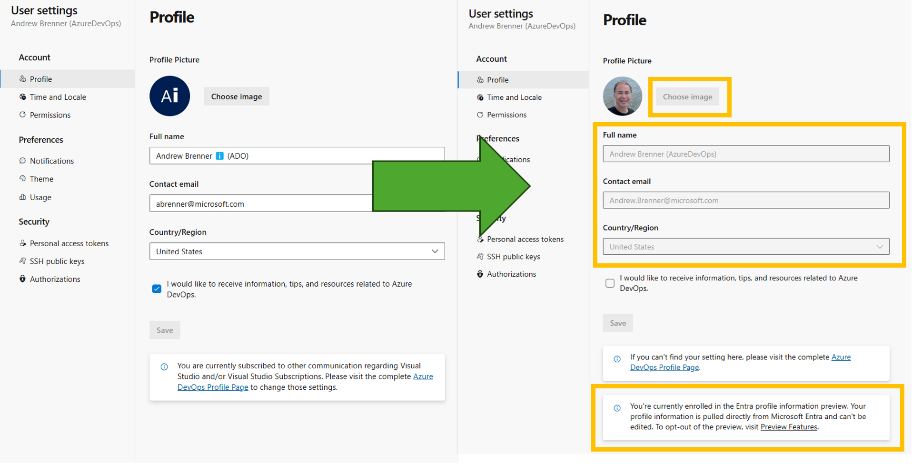 User settings
Andrew Brenner (AzureDevOps)
Account
Profile
Time and Locale
Permissions
Preferences
Notifications
Theme
Usage
Security
Personal access tokens
SSH public keys
Authorizations
Profile
Profile Picture
Ai
Choose image
Full name
Andrew Brenner i (ADO)
Contact email
abrenner@microsoft.com
Country/Region
United States
I would like to receive information, tips, and resources related to Azure
DevOps.
Save
You are currently subscribed to other communication regarding Visual
Studio and/or Visual Studio Subscriptions. Please visit the complete Azure
DevOps Profile Page to change those settings.
User settings
Andrew Brenner (AzureDevOps)
Account
Profile
Time and Locale
Permissions
Personal access tokens
SSH public keys
Authorizations
Profile
Profile Picture
Choose image
Full name
Andrew Brenner (AzureDevOps)
Contact email
Andrew.Brenner@microsoft.com
Country/Region
United States
I would like to receive information, tips, and resources related to Azure
DevOps.
Save
If you can't find your setting here, please visit the complete Azure
DevOps Profile Page.
You're currently enrolled in the Entra profile information preview. Your
profile information is pulled directly from Microsoft Entra and can't be
edited. To opt-out of the preview, visit Preview Features.